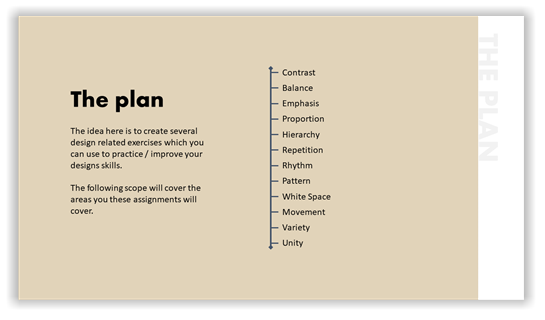 The plan
The idea here is to create several
design related exercises which you
can use to practice / improve your
designs skills.
The following scope will cover the
areas you these assignments will
cover.
Contrast
Balance
Emphasis
Proportion
Hierarchy
Repetition
Rhythm
Pattern
White Space
Movement
Variety
Unity
THE PLAN